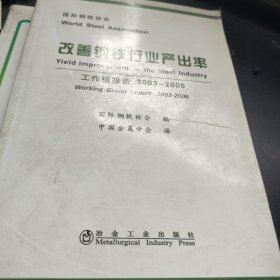 国际钢铁协会
World Steel Association
改善钢铁行业产出率
Yield Improvement in the Steel Industry
工作组报告 2003-2006
Working Group Report 2003-2006
国际钢铁协会 编
中国金属学会 译
冶金工业出版社
Metallurgical Industry Press